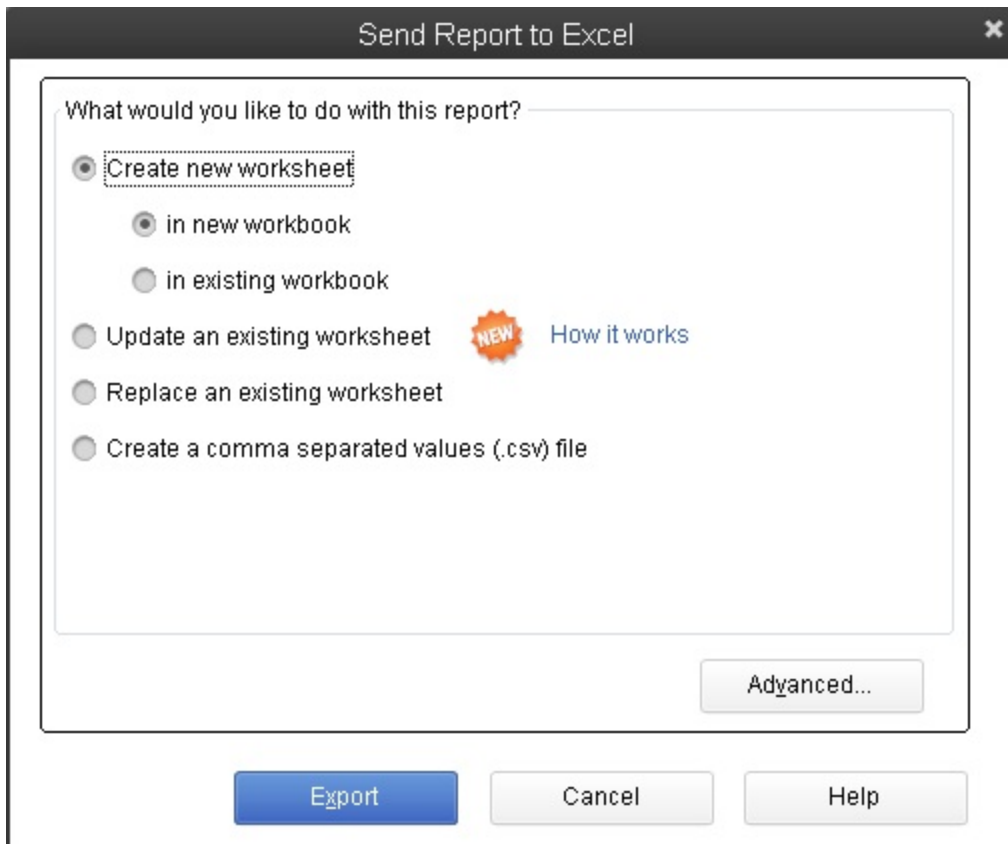 Send Report to Excel
What would you like to do with this report?
Create new worksheet
in new workbook
in existing workbook
Update an existing worksheet NEW How it works
Replace an existing worksheet
Create a comma separated values (.csv) file
Advanced...
Export Cancel Help